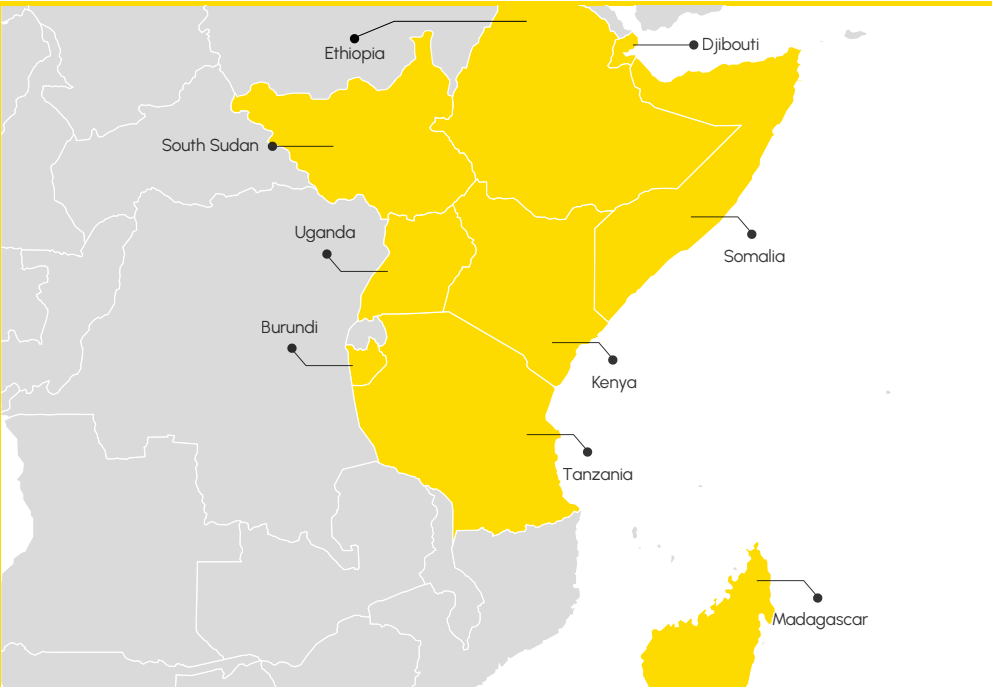 Ethiopia
Djibouti
South Sudan
Uganda
Somalia
Burundi
Kenya
Tanzania
Madagascar